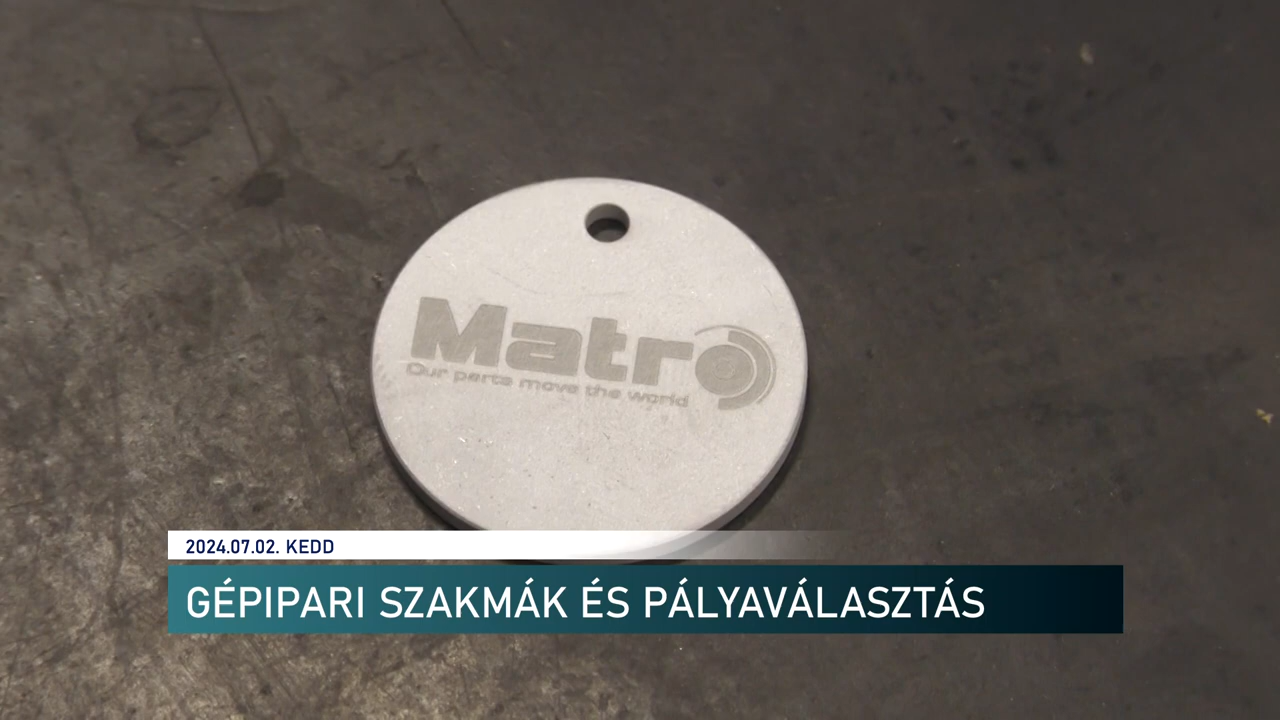 Matro
Our parts move the world
2024.07.02. KEDD
GÉPIPARI SZAKMÁK ÉS PÁLYAVÁLASZTÁS